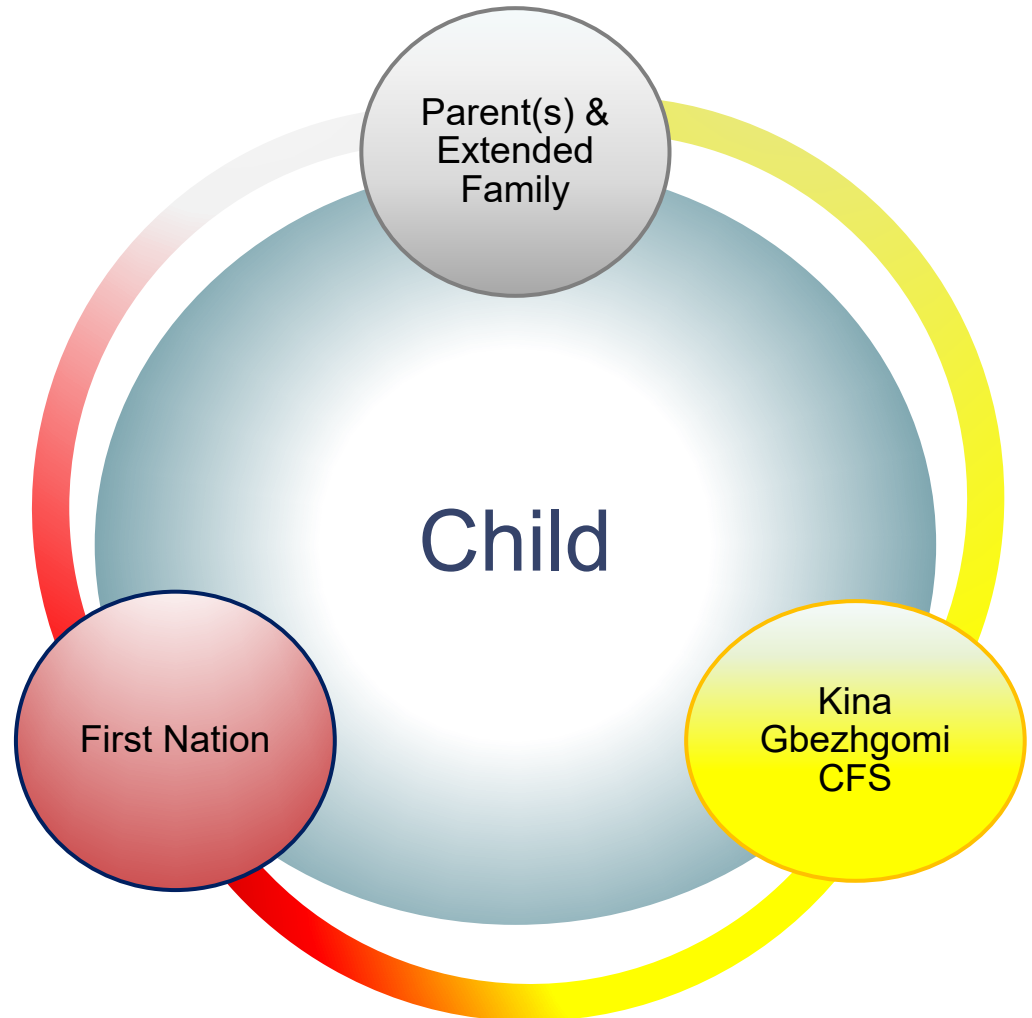 Parent(s) &
Extended
Family
Child
First Nation
Kina
Gbezhgomi
CFS